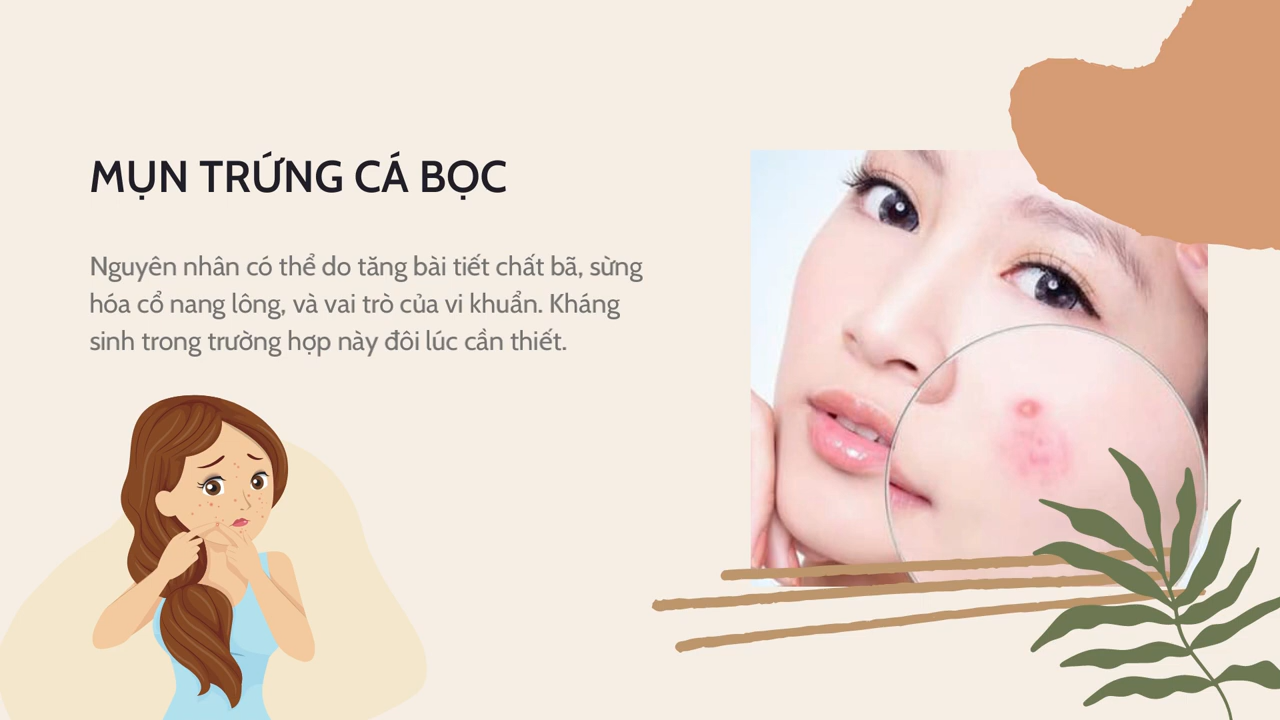 MỤN TRỨNG CÁ BỌC
Nguyên nhân có thể do tăng bài tiết chất bã, sừng
hóa cổ nang lông, và vai trò của vi khuẩn. Kháng
sinh trong trường hợp này đôi lúc cần thiết.